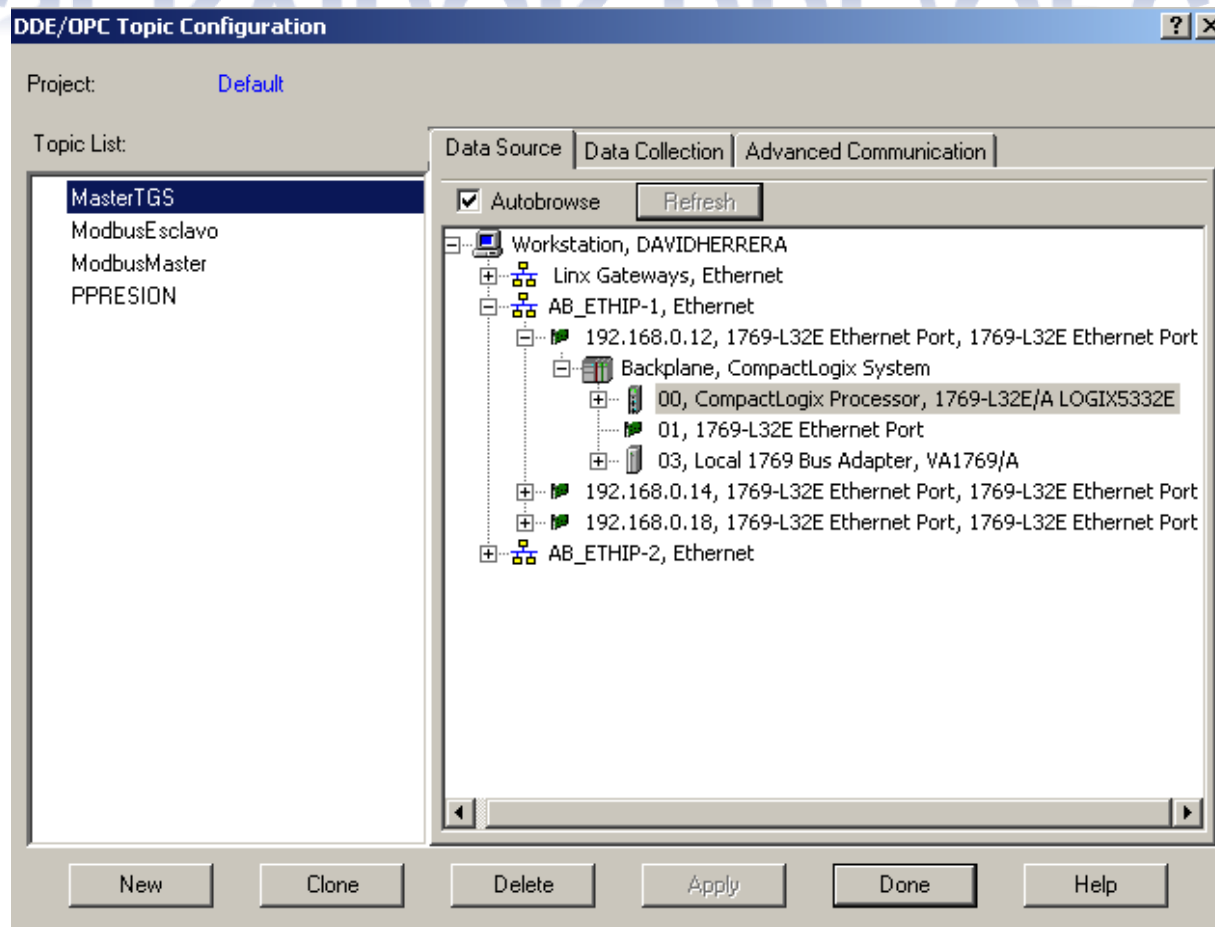 DDE/OPC Topic Configuration
Project: Default
Topic List:
MasterTGS
ModbusEsclavo
ModbusMaster
PPRESION
Data Source Data Collection Advanced Communication
Autobrowse Refresh
Workstation, DAVIDHERRERA
Linx Gateways, Ethernet
AB_ETHIP-1, Ethernet
192.168.0.12, 1769-L32E Ethernet Port, 1769-L32E Ethernet Port
Backplane, CompactLogix System
00, CompactLogix Processor, 1769-L32E/A LOGIX5332E
01, 1769-L32E Ethernet Port
03, Local 1769 Bus Adapter, VA1769/A
192.168.0.14, 1769-L32E Ethernet Port, 1769-L32E Ethernet Port
192.168.0.18, 1769-L32E Ethernet Port, 1769-L32E Ethernet Port
AB_ETHIP-2, Ethernet
New Clone Delete Apply Done Help